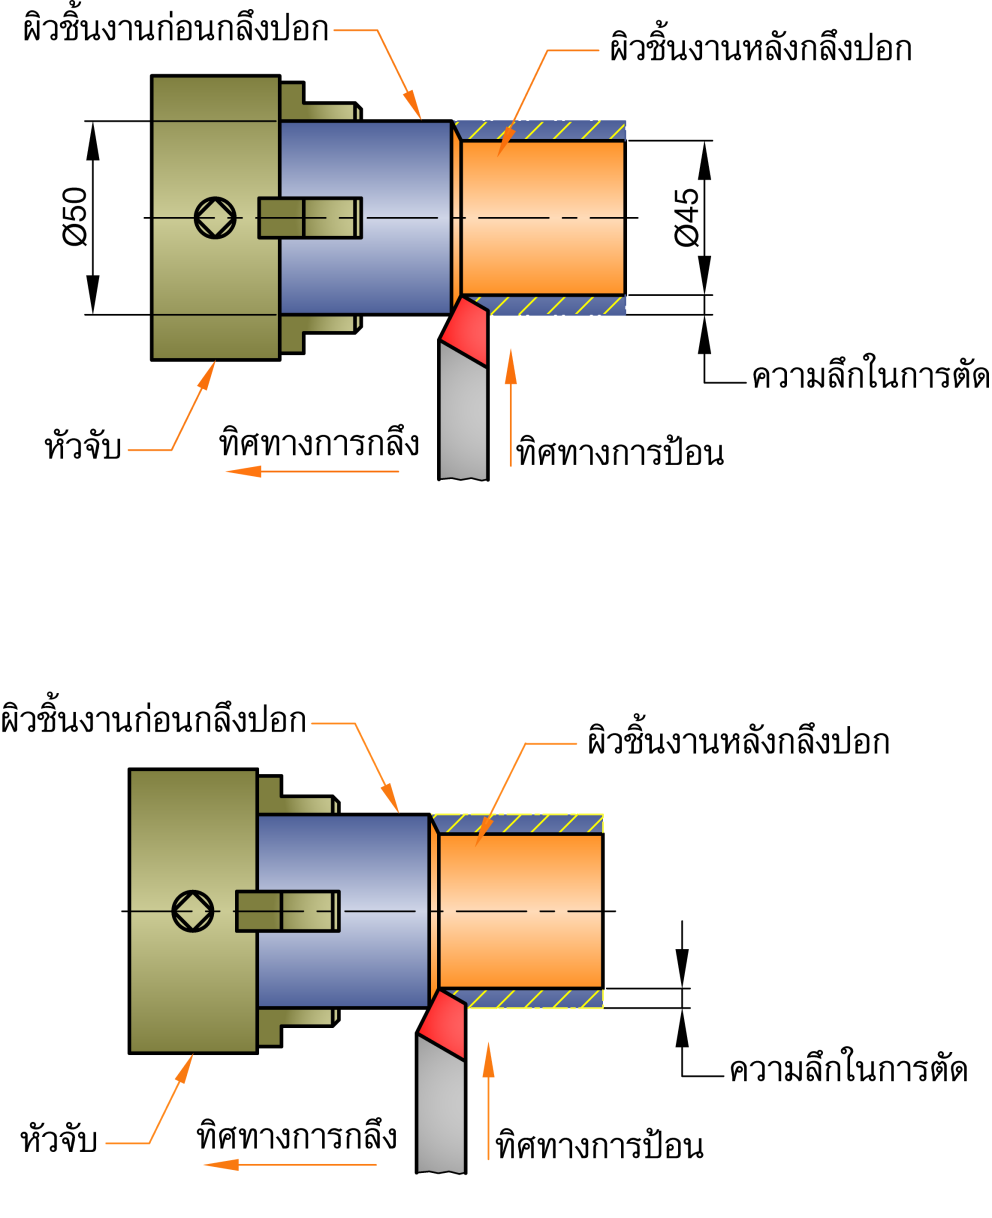 ผิวชิ้นงานก่อนกลึงปอก
ผิวชิ้นงานหลังกลึงปอก
Ø50
Ø45
ความลึกในการตัด
หัวจับ
ทิศทางการกลึง
ทิศทางการป้อน
ผิวชิ้นงานก่อนกลึงปอก
ผิวชิ้นงานหลังกลึงปอก
ความลึกในการตัด
หัวจับ
ทิศทางการกลึง
ทิศทางการป้อน